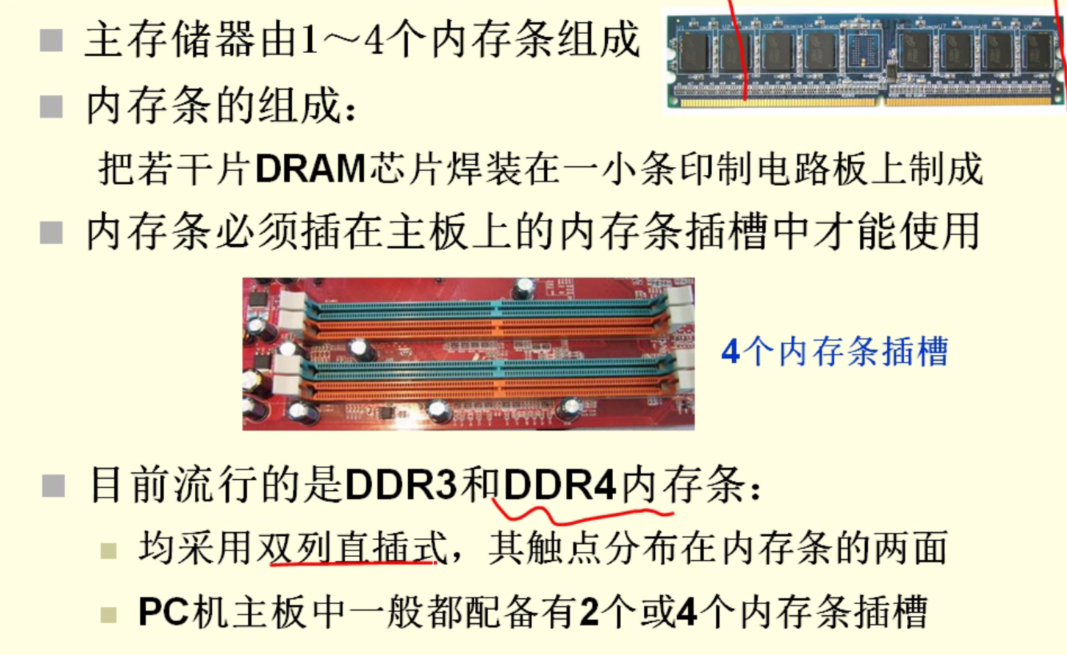 主存储器由1～4个内存条组成
内存条的组成：
把若干片DRAM芯片焊装在一小条印制电路板上制成
内存条必须插在主板上的内存条插槽中才能使用
4个内存条插槽
目前流行的是DDR3和DDR4内存条：
均采用双列直插式，其触点分布在内存条的两面
PC机主板中一般都配备有2个或4个内存条插槽